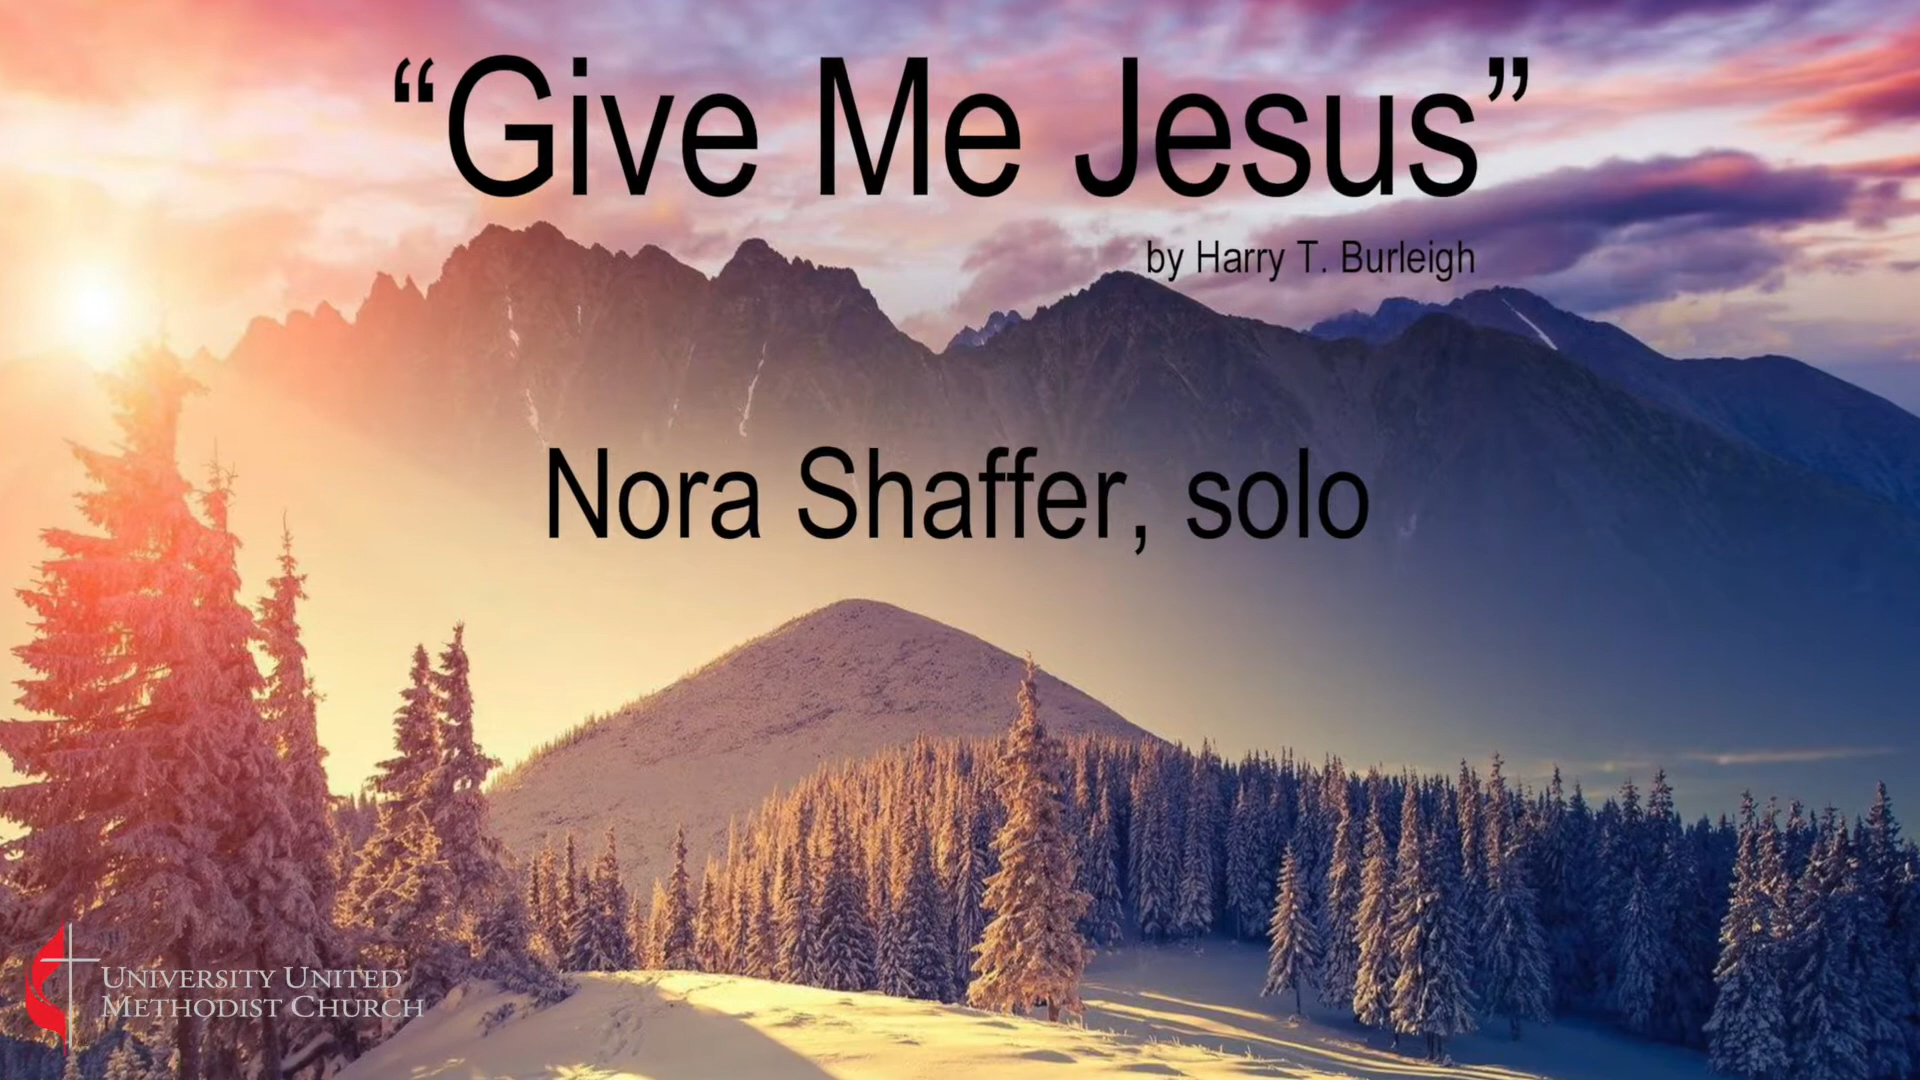 “Give Me Jesus”
by Harry T. Burleigh
Nora Shaffer, solo
UNIVERSITY UNITED
METHODIST CHURCH